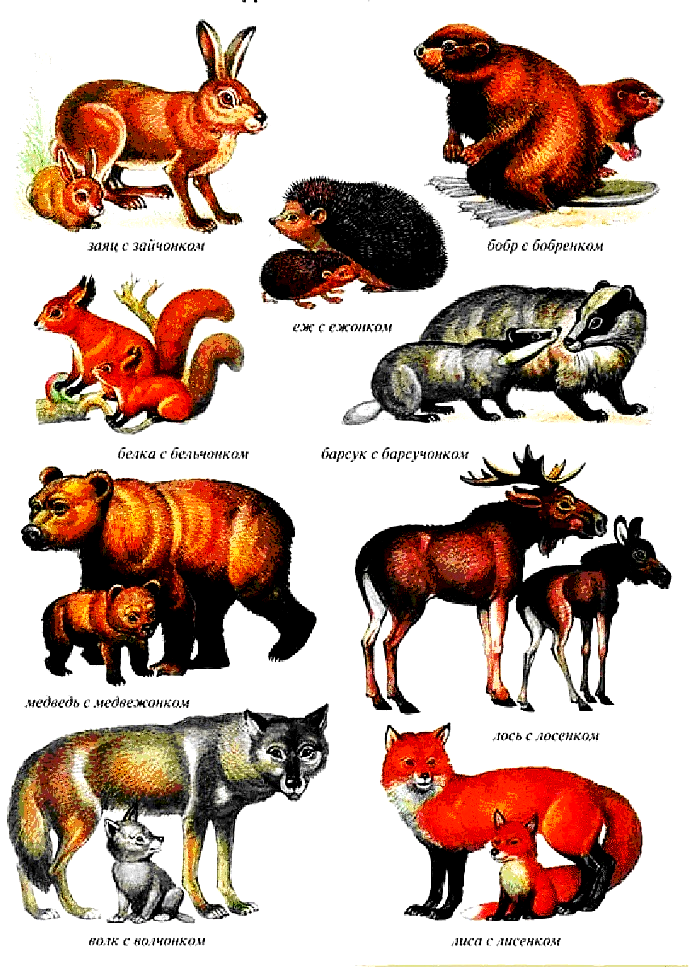 заяц с зайчонком
бобр с бобренком
еж с ежонком
белка с бельчонком
барсук с барсучонком
медведь с медвежонком
лось с лосенком
волк с волчонком
лиса с лисенком